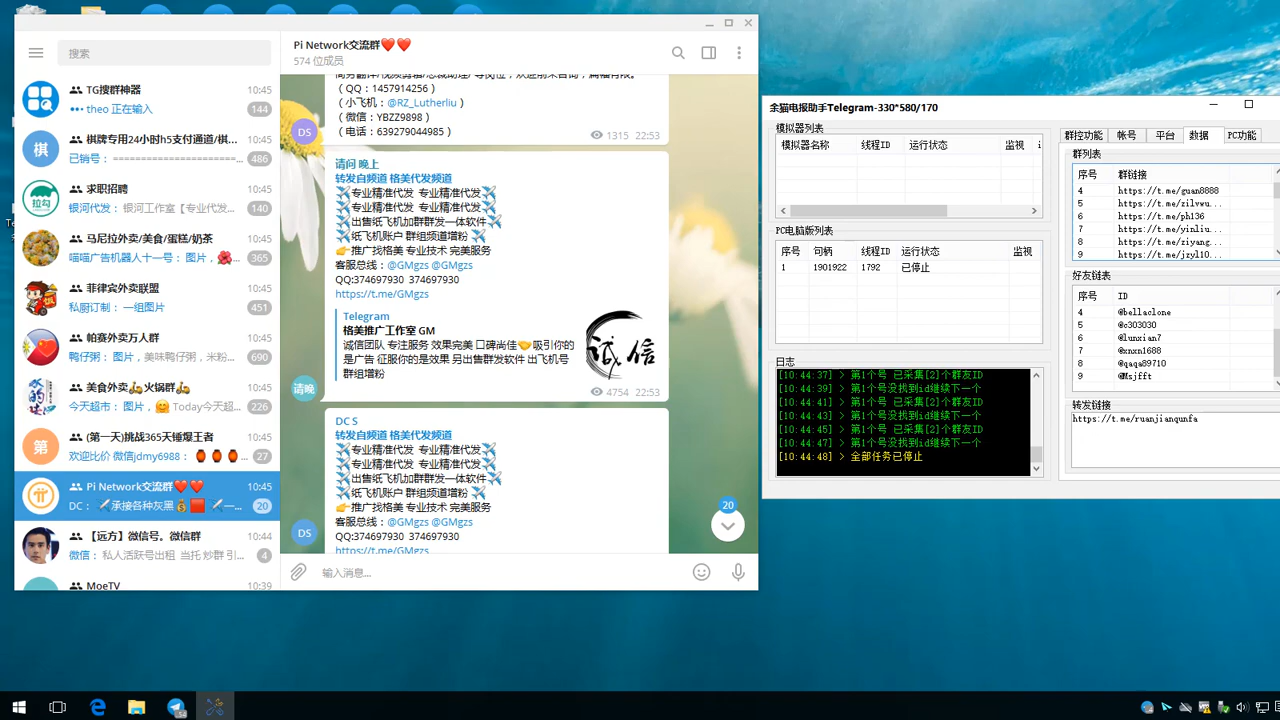 搜索
TG搜群神器
10:45
theo 正在输入
144
棋
棋牌专用24小时h5支付通道/棋...
10:45
已销号： ======================...
486
拉勾
求职招聘
10:45
银河代发： 银河工作室【专业代发...
140
马尼拉外卖/美食/蛋糕/奶茶
10:45
喵喵广告机器人十一号： 图片，🌺...
365
菲律宾外卖联盟
10:45
私厨订制： 一组图片
451
帕赛外卖万人群
10:45
鸭仔粥： 图片，美味鸭仔粥，米粉...
690
美食外卖🛵火锅群🛵
10:45
今天超市： 图片，🤗 Today今天超...
226
第
(第一天)挑战365天锤爆王者
10:45
欢迎比价 微信jdmy6988： 🏮🏮🏮...
27
Pi Network交流群❤️❤️
10:45
DC： ✈️承接各种灰黑💰🟥✈️一...
20
【远方】微信号。微信群
10:44
微信： 私人活跃号出租 当托 炒群 引...
4
MoeTV
10:39
Pi Network交流群❤️❤️
574 位成员
（QQ：1457914256 ）
（小飞机：@RZ_Lutherliu ）
（微信：YBZZ9898 ）
（电话：639279044985 ）
1315 22:53
DS
请问 晚上
转发自频道 格美代发频道
✈️专业精准代发 专业精准代发✈️
✈️专业精准代发 专业精准代发✈️
✈️出售纸飞机加群群发一体软件✈️
✈️纸飞机账户 群组频道增粉 ✈️
👉推广找格美 专业技术 完美服务
客服总线：@GMgzs @GMgzs
QQ:374697930 374697930
https://t.me/GMgzs
Telegram
格美推广工作室 GM
诚信团队 专注服务 效果完美 口碑尚佳🤝吸引你的
是广告 征服你的是效果 另出售群发软件 出飞机号
群组增粉
诚信
4754 22:53
请晚
DC S
转发自频道 格美代发频道
✈️专业精准代发 专业精准代发✈️
✈️专业精准代发 专业精准代发✈️
✈️出售纸飞机加群群发一体软件✈️
✈️纸飞机账户 群组频道增粉 ✈️
👉推广找格美 专业技术 完美服务
客服总线：@GMgzs @GMgzs
QQ:374697930 374697930
https://t.me/GMgzs
DS
20
输入消息...
余猫电报助手Telegram-330*580/170
模拟器列表
模拟器名称 线程ID 运行状态 监视 i
PC电脑版列表
序号 句柄 线程ID 运行状态 监视
1 1901922 1792 已停止
日志
[10:44:37] > 第1个号 已采集[2]个群友ID
[10:44:39] > 第1个号没找到id继续下一个
[10:44:41] > 第1个号 已采集[2]个群友ID
[10:44:43] > 第1个号没找到id继续下一个
[10:44:45] > 第1个号 已采集[2]个群友ID
[10:44:47] > 第1个号没找到id继续下一个
[10:44:48] > 全部任务已停止
群控功能 帐号 平台 数据 PC功能
群列表
序号 群链接
4 https://t.me/guan8888
5 https://t.me/zilvwu...
6 https://t.me/ph136
7 https://t.me/yinliu...
8 https://t.me/ziyang...
9 https://t.me/jzyl10...
好友链表
序号 ID
4 @bellaclone
5 @c303030
6 @lunxian7
7 @xnxn1688
8 @qaqa89710
9 @Msjfft
转发链接
https://t.me/ruanjianqunfa
54